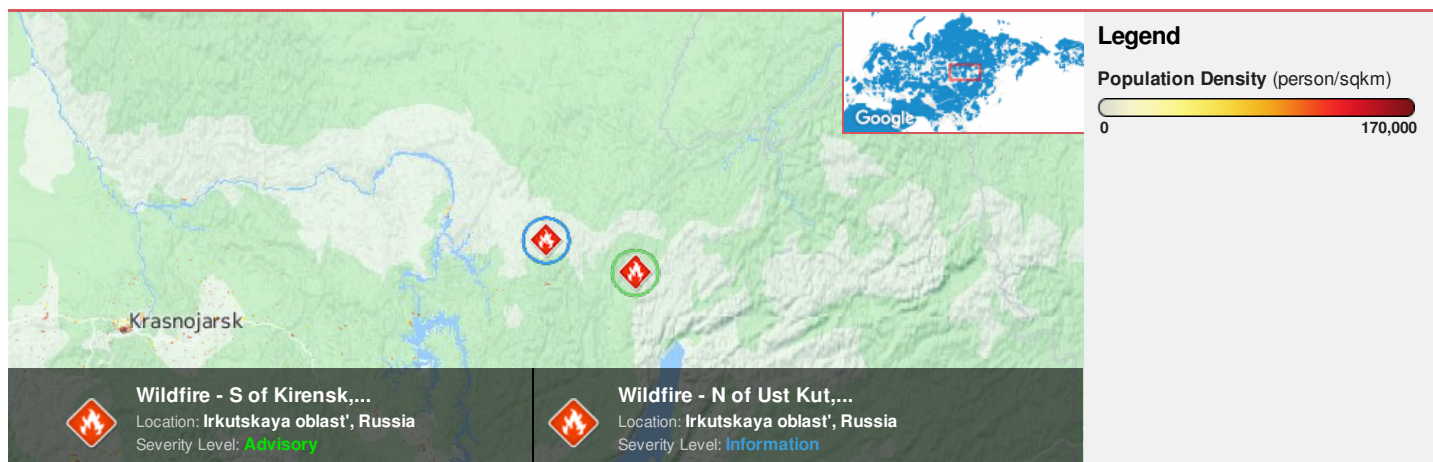 Google
Legend
Population Density (person/sqkm)
0 170,000
Krasnojarsk
Wildfire - S of Kirensk,...
Location: Irkutskaya oblast', Russia
Severity Level: Advisory
Wildfire - N of Ust Kut,...
Location: Irkutskaya oblast', Russia
Severity Level: Information